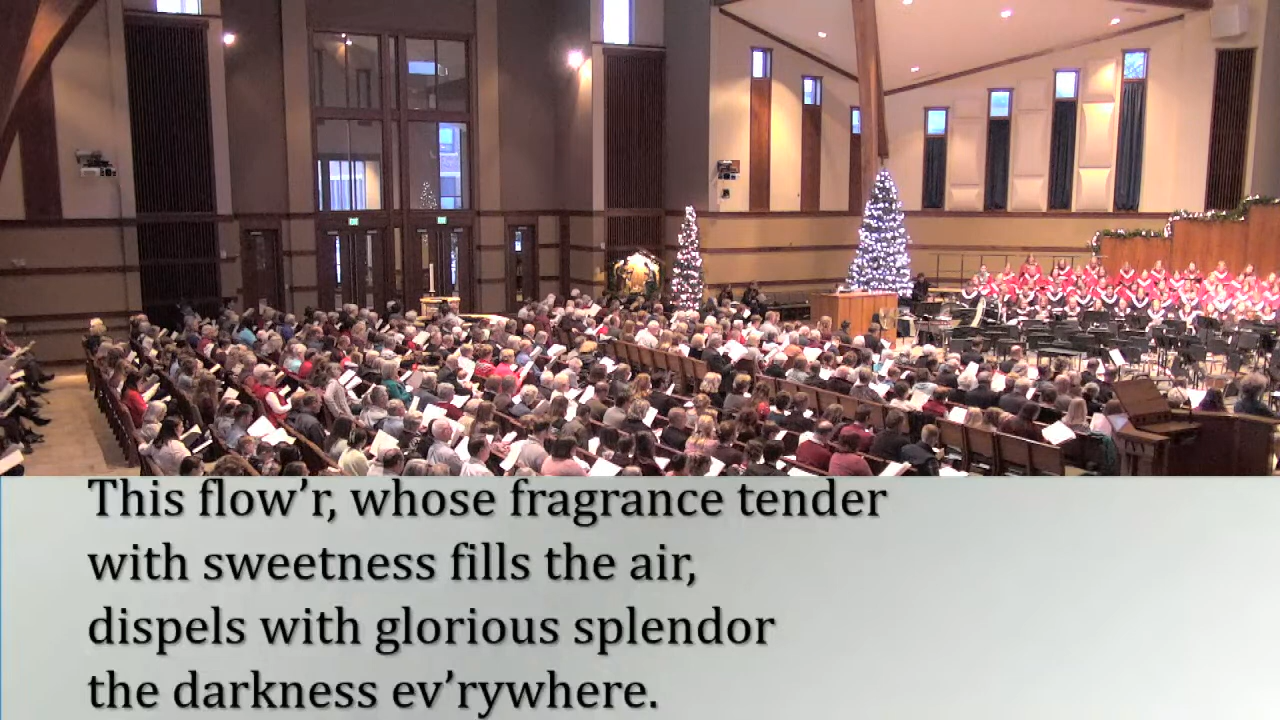 This flow’r, whose fragrance tender
with sweetness fills the air,
dispels with glorious splendor
the darkness ev’rywhere.